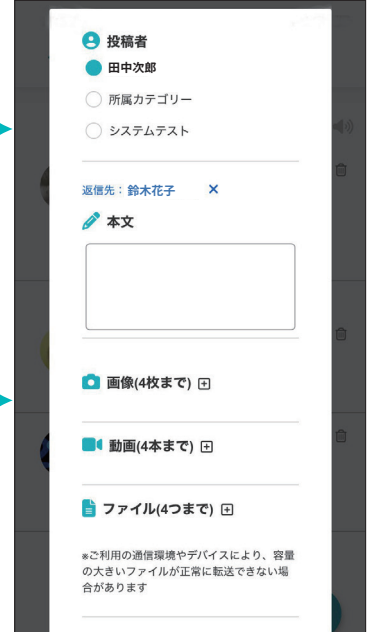 投稿者
田中次郎
所属カテゴリー
システムテスト
返信先：鈴木花子 ×
本文
画像(4枚まで)
動画(4本まで)
ファイル(4つまで)
※ご利用の通信環境やデバイスにより、容量
の大きいファイルが正常に転送できない場
合があります